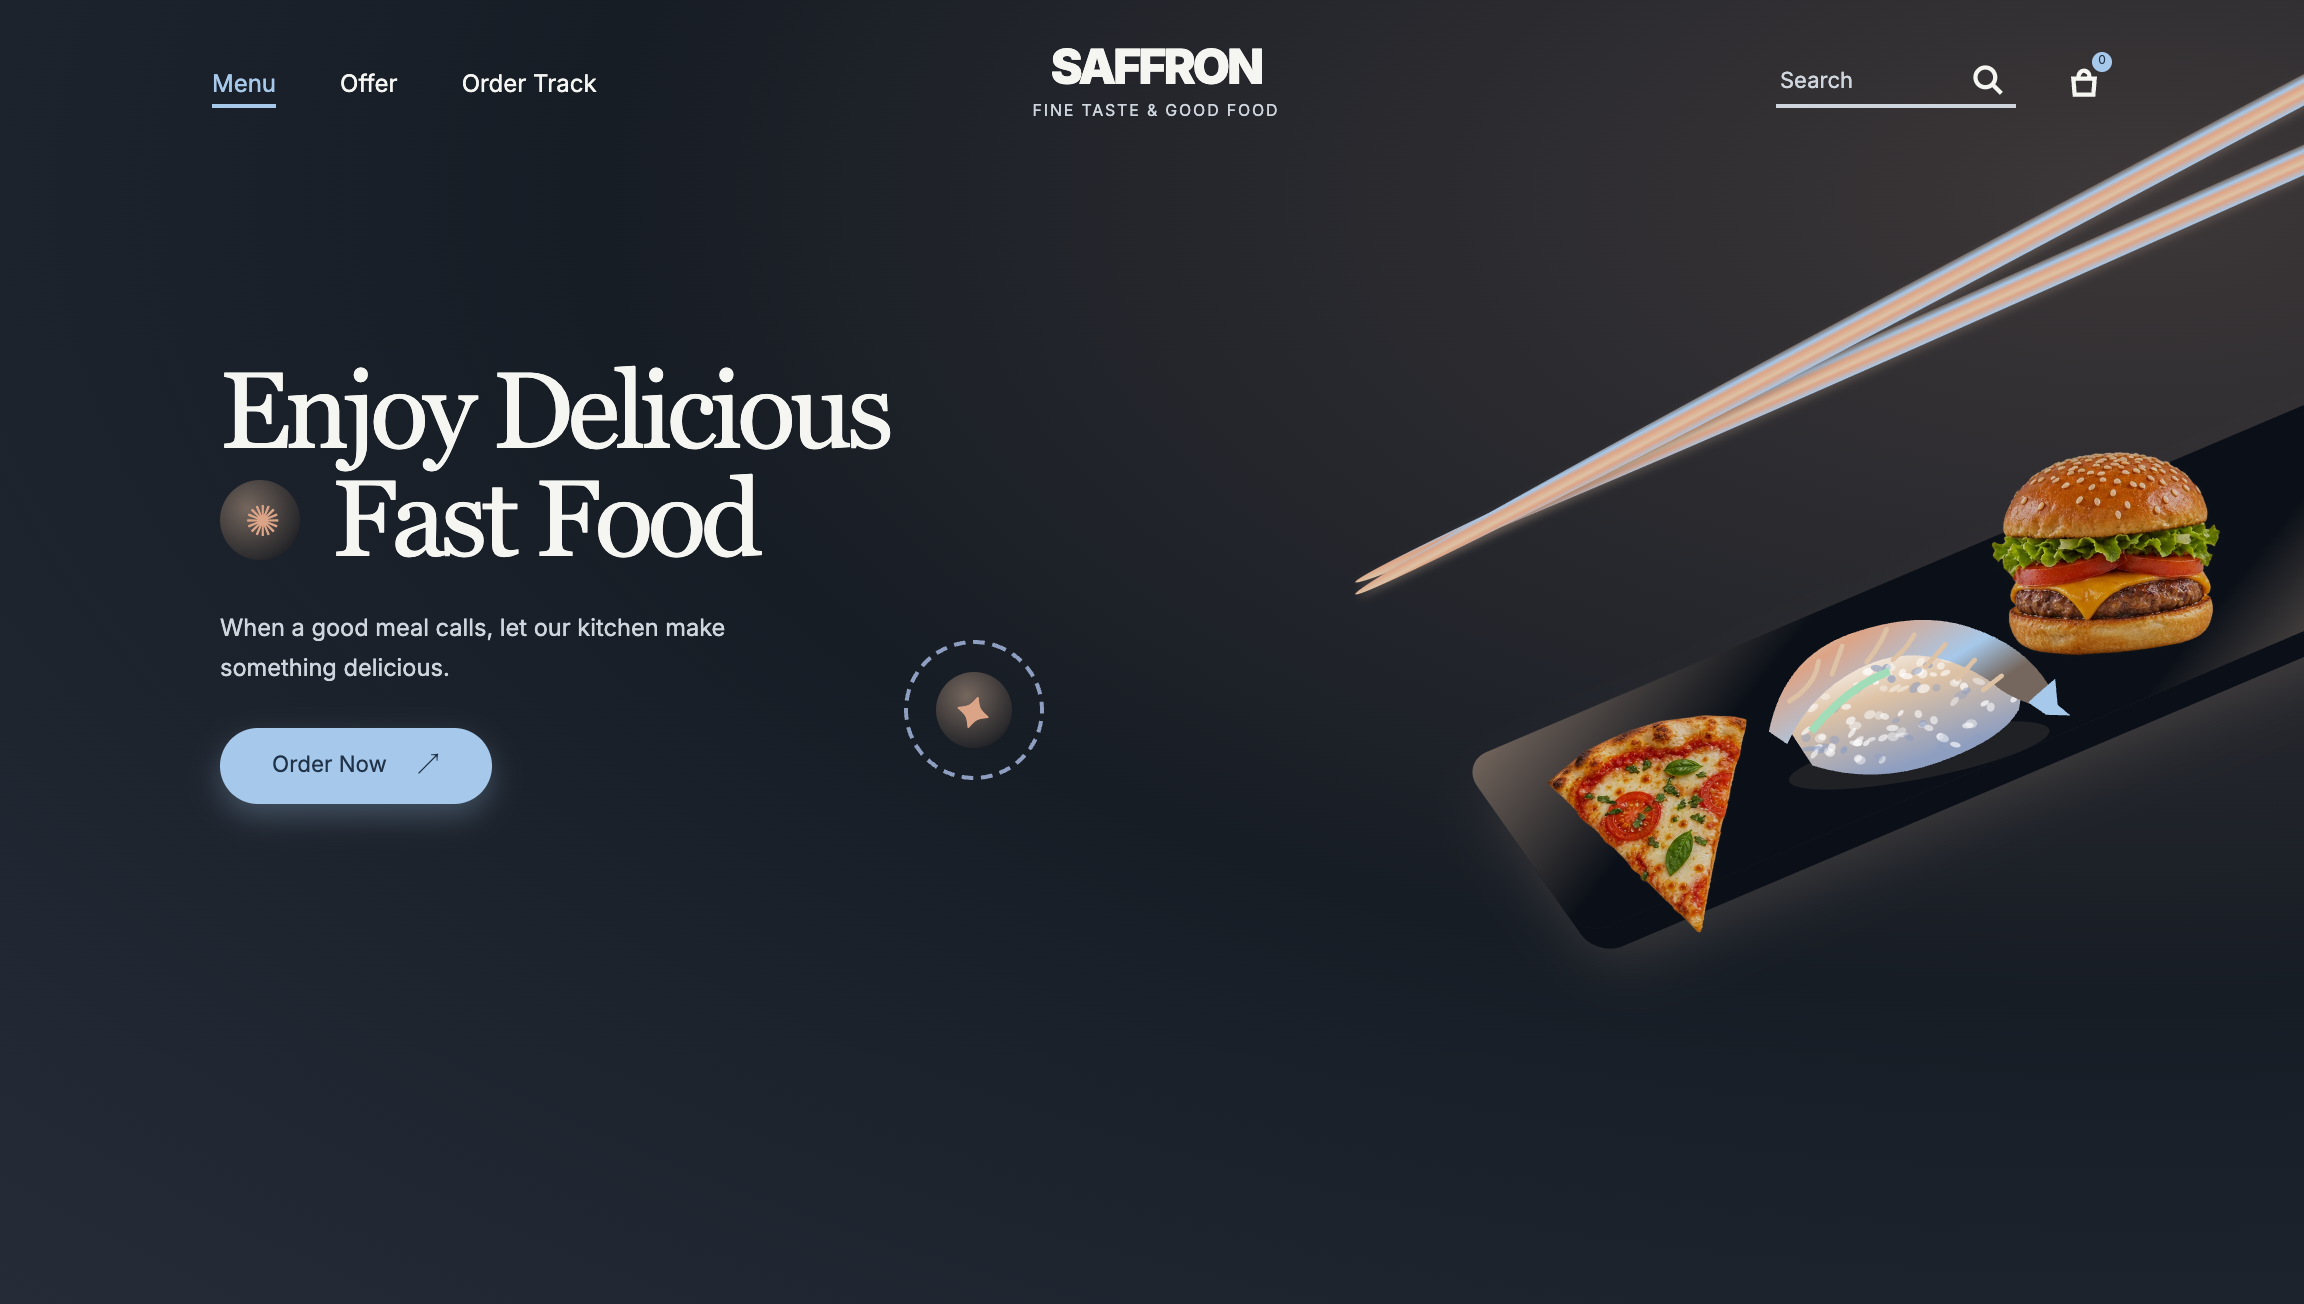 Menu
Offer
Order Track
SAFFRON
FINE TASTE & GOOD FOOD
Search
0
Enjoy Delicious
Fast Food
When a good meal calls, let our kitchen make
something delicious.
Order Now